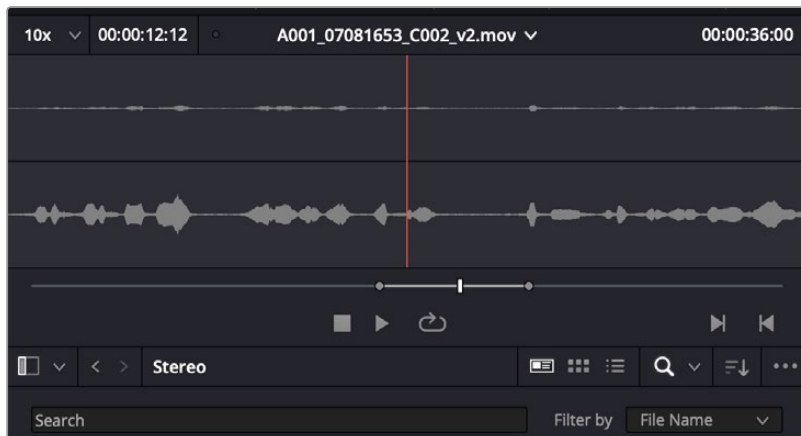 10x 00:00:12:12 A001_07081653_C002_v2.mov 00:00:36:00
Stereo
Search Filter by File Name